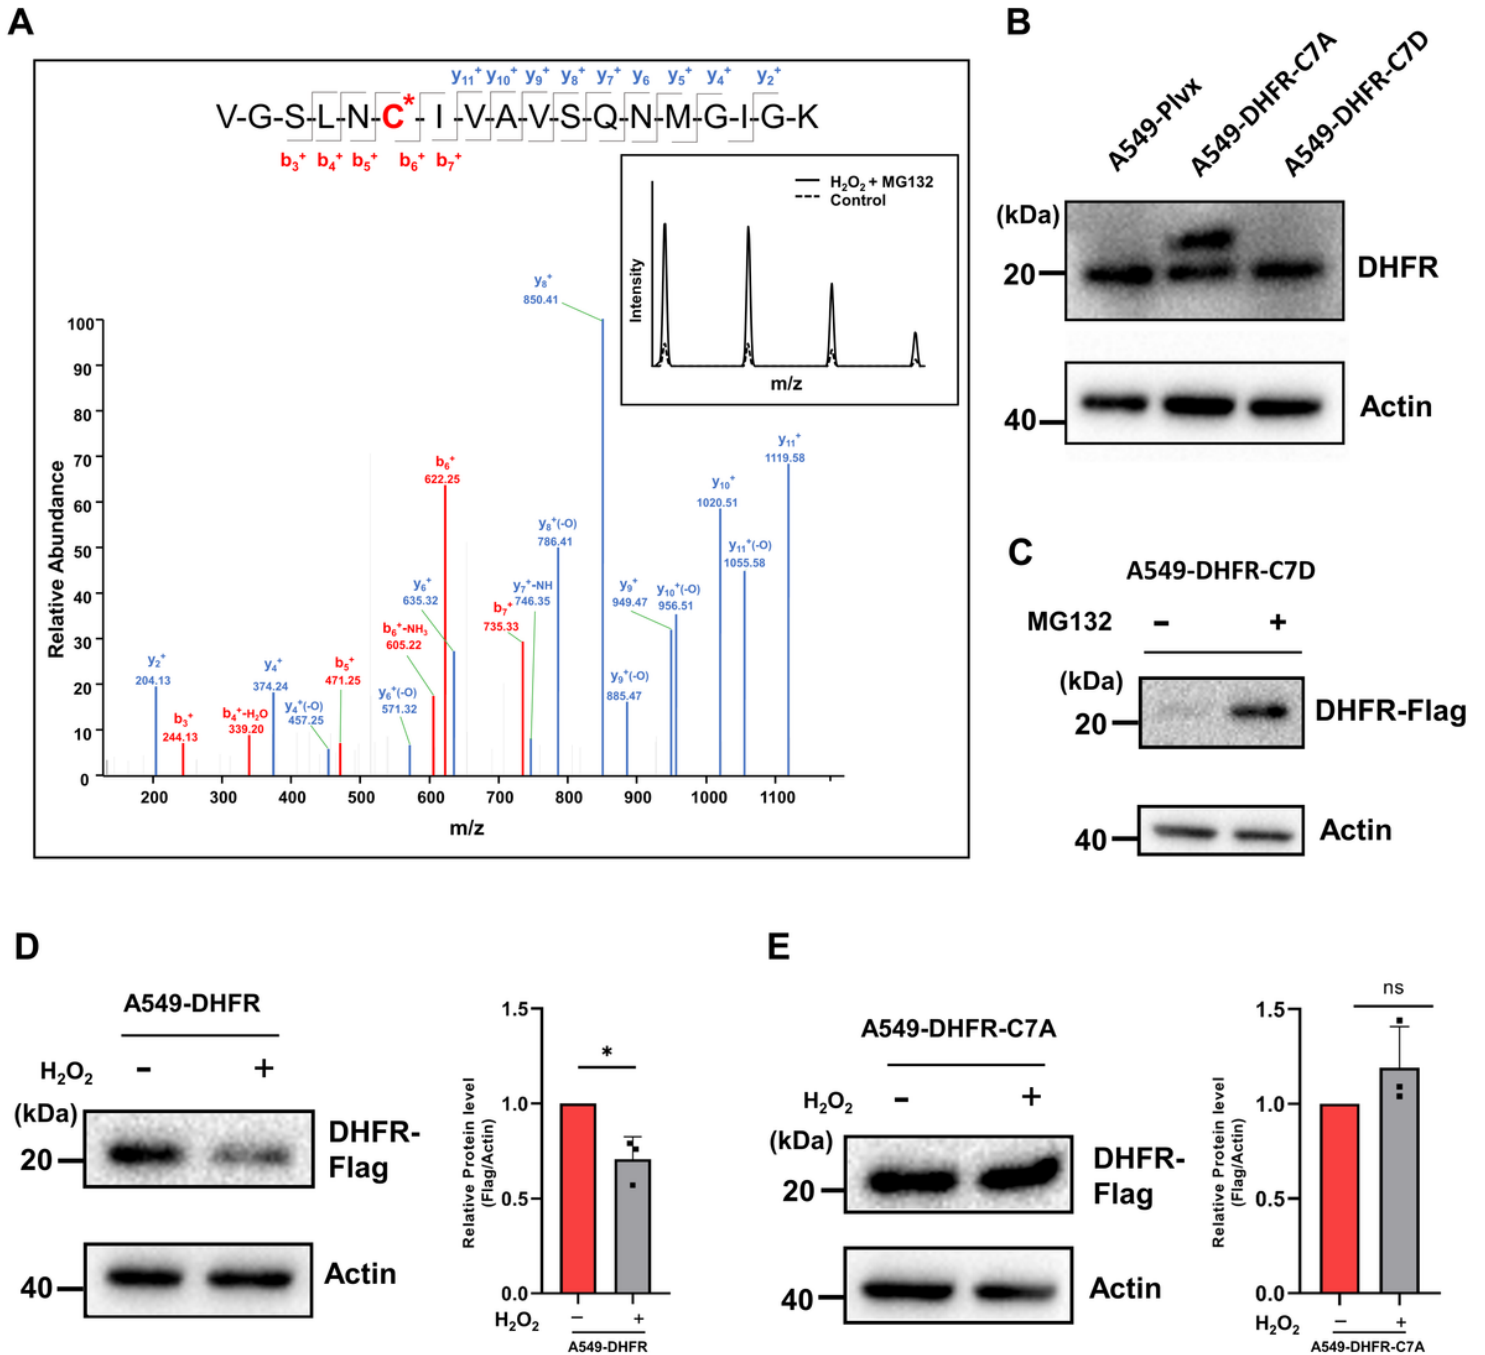 A
y₁₁⁺ y₁₀⁺ y₉⁺ y₈⁺ y₇⁺ y₆ y₅⁺ y₄⁺ y₂⁺
V-G-S-L-N-C*-I-V-A-V-S-Q-N-M-G-I-G-K
b₃⁺ b₄⁺ b₅⁺ b₆⁺ b₇⁺
H₂O₂ + MG132
Control
Intensity
m/z
Relative Abundance
100
90
80
70
60
50
40
30
20
10
0
y₂⁺
204.13
b₃⁺
244.13
b₄⁺-H₂O
339.20
y₄⁺
374.24
y₄⁺(-O)
457.25
b₅⁺
471.25
y₆⁺(-O)
571.32
b₆⁺-NH₃
605.22
b₆⁺
622.25
y₆⁺
635.32
b₇⁺
735.33
y₇⁺-NH
746.35
y₈⁺(-O)
786.41
y₈⁺
850.41
y₉⁺(-O)
885.47
y₉⁺
949.47
y₁₀⁺(-O)
956.51
y₁₀⁺
1020.51
y₁₁⁺(-O)
1055.58
y₁₁⁺
1119.58
200 300 400 500 600 700 800 900 1000 1100
m/z
B
A549-Plvx
A549-DHFR-C7A
A549-DHFR-C7D
(kDa)
20
DHFR
40
Actin
C
A549-DHFR-C7D
MG132 - +
(kDa)
20
DHFR-Flag
40
Actin
D
A549-DHFR
H₂O₂ - +
(kDa)
20
DHFR-
Flag
40
Actin
Relative Protein level
(Flag/Actin)
1.5
1.0
0.5
0.0
*
H₂O₂ − +
A549-DHFR
E
A549-DHFR-C7A
H₂O₂ - +
(kDa)
20
DHFR-
Flag
40
Actin
Relative Protein level
(Flag/Actin)
1.5
1.0
0.5
0.0
ns
H₂O₂ − +
A549-DHFR-C7A